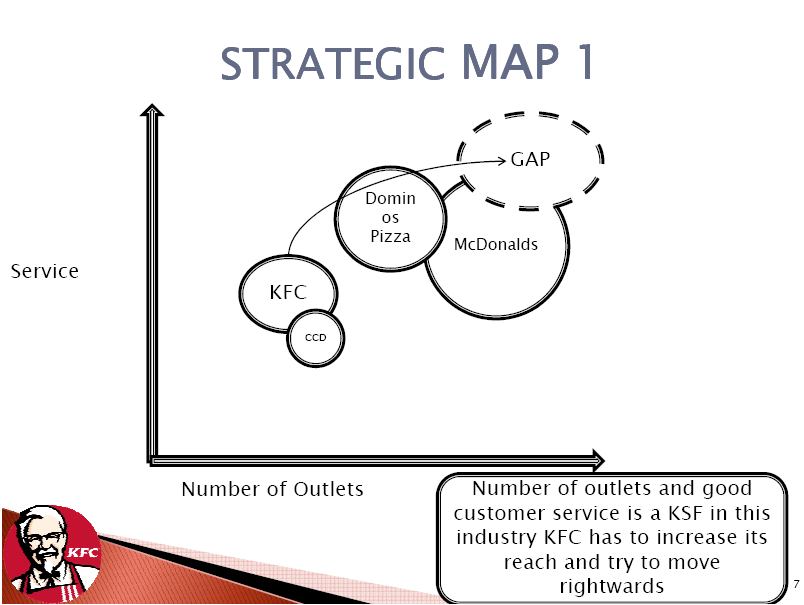 STRATEGIC MAP 1
GAP
Domin
os
Pizza
McDonalds
Service
KFC
CCD
Number of Outlets
Number of outlets and good
customer service is a KSF in this
industry KFC has to increase its
reach and try to move
rightwards
KFC
7